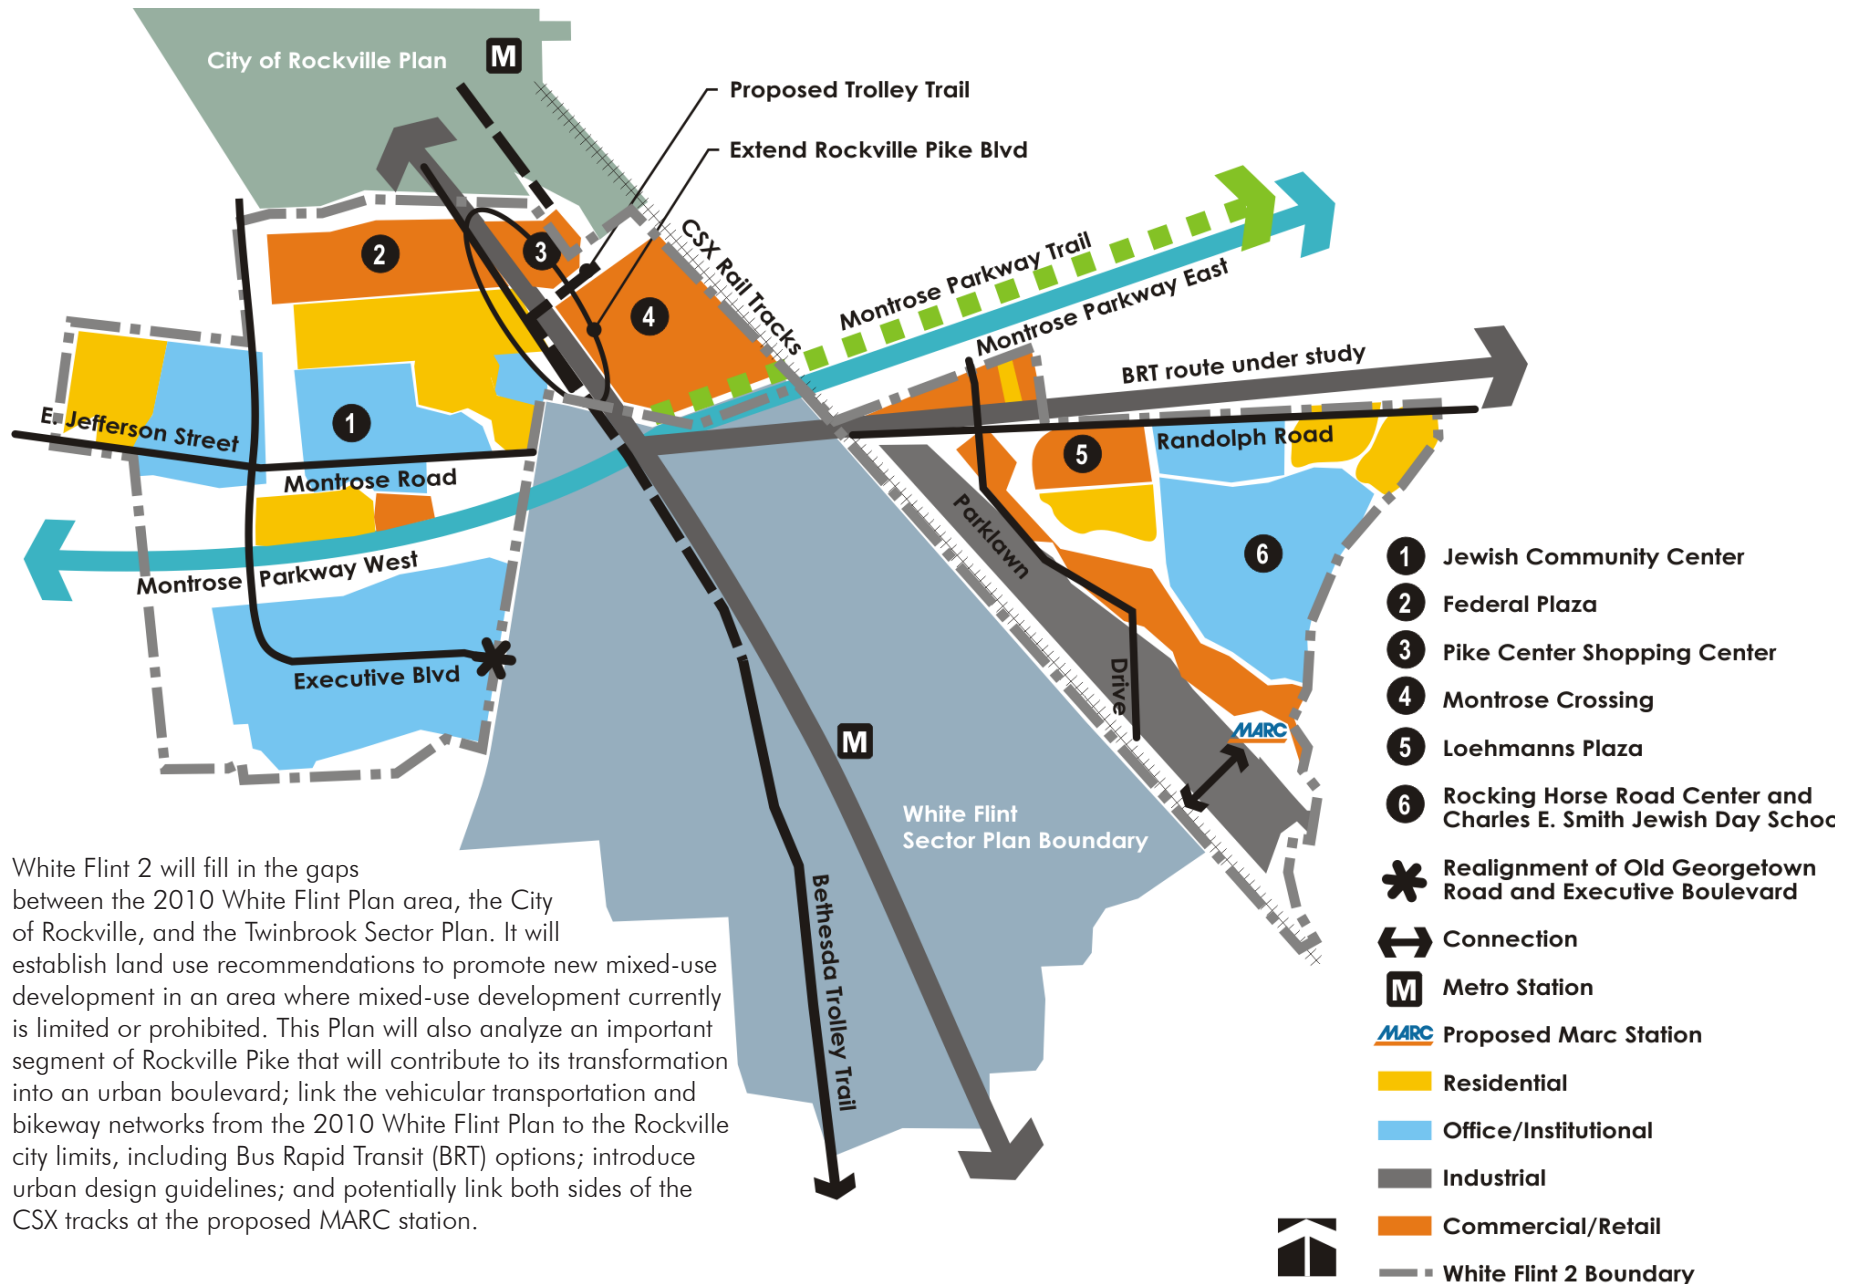 City of Rockville Plan
M
Proposed Trolley Trail
Extend Rockville Pike Blvd
CSX Rail Tracks
Montrose Parkway Trail
Montrose Parkway East
BRT route under study
Randolph Road
2
3
4
1
5
6
E. Jefferson Street
Montrose Road
Montrose Parkway West
Executive Blvd
Parklawn
Drive
MARC
M
White Flint
Sector Plan Boundary
Bethesda Trolley Trail
White Flint 2 will fill in the gaps
between the 2010 White Flint Plan area, the City
of Rockville, and the Twinbrook Sector Plan. It will
establish land use recommendations to promote new mixed-use
development in an area where mixed-use development currently
is limited or prohibited. This Plan will also analyze an important
segment of Rockville Pike that will contribute to its transformation
into an urban boulevard; link the vehicular transportation and
bikeway networks from the 2010 White Flint Plan to the Rockville
city limits, including Bus Rapid Transit (BRT) options; introduce
urban design guidelines; and potentially link both sides of the
CSX tracks at the proposed MARC station.
1 Jewish Community Center
2 Federal Plaza
3 Pike Center Shopping Center
4 Montrose Crossing
5 Loehmanns Plaza
6 Rocking Horse Road Center and
Charles E. Smith Jewish Day Schoo
Realignment of Old Georgetown
Road and Executive Boulevard
Connection
M Metro Station
MARC Proposed Marc Station
Residential
Office/Institutional
Industrial
Commercial/Retail
White Flint 2 Boundary